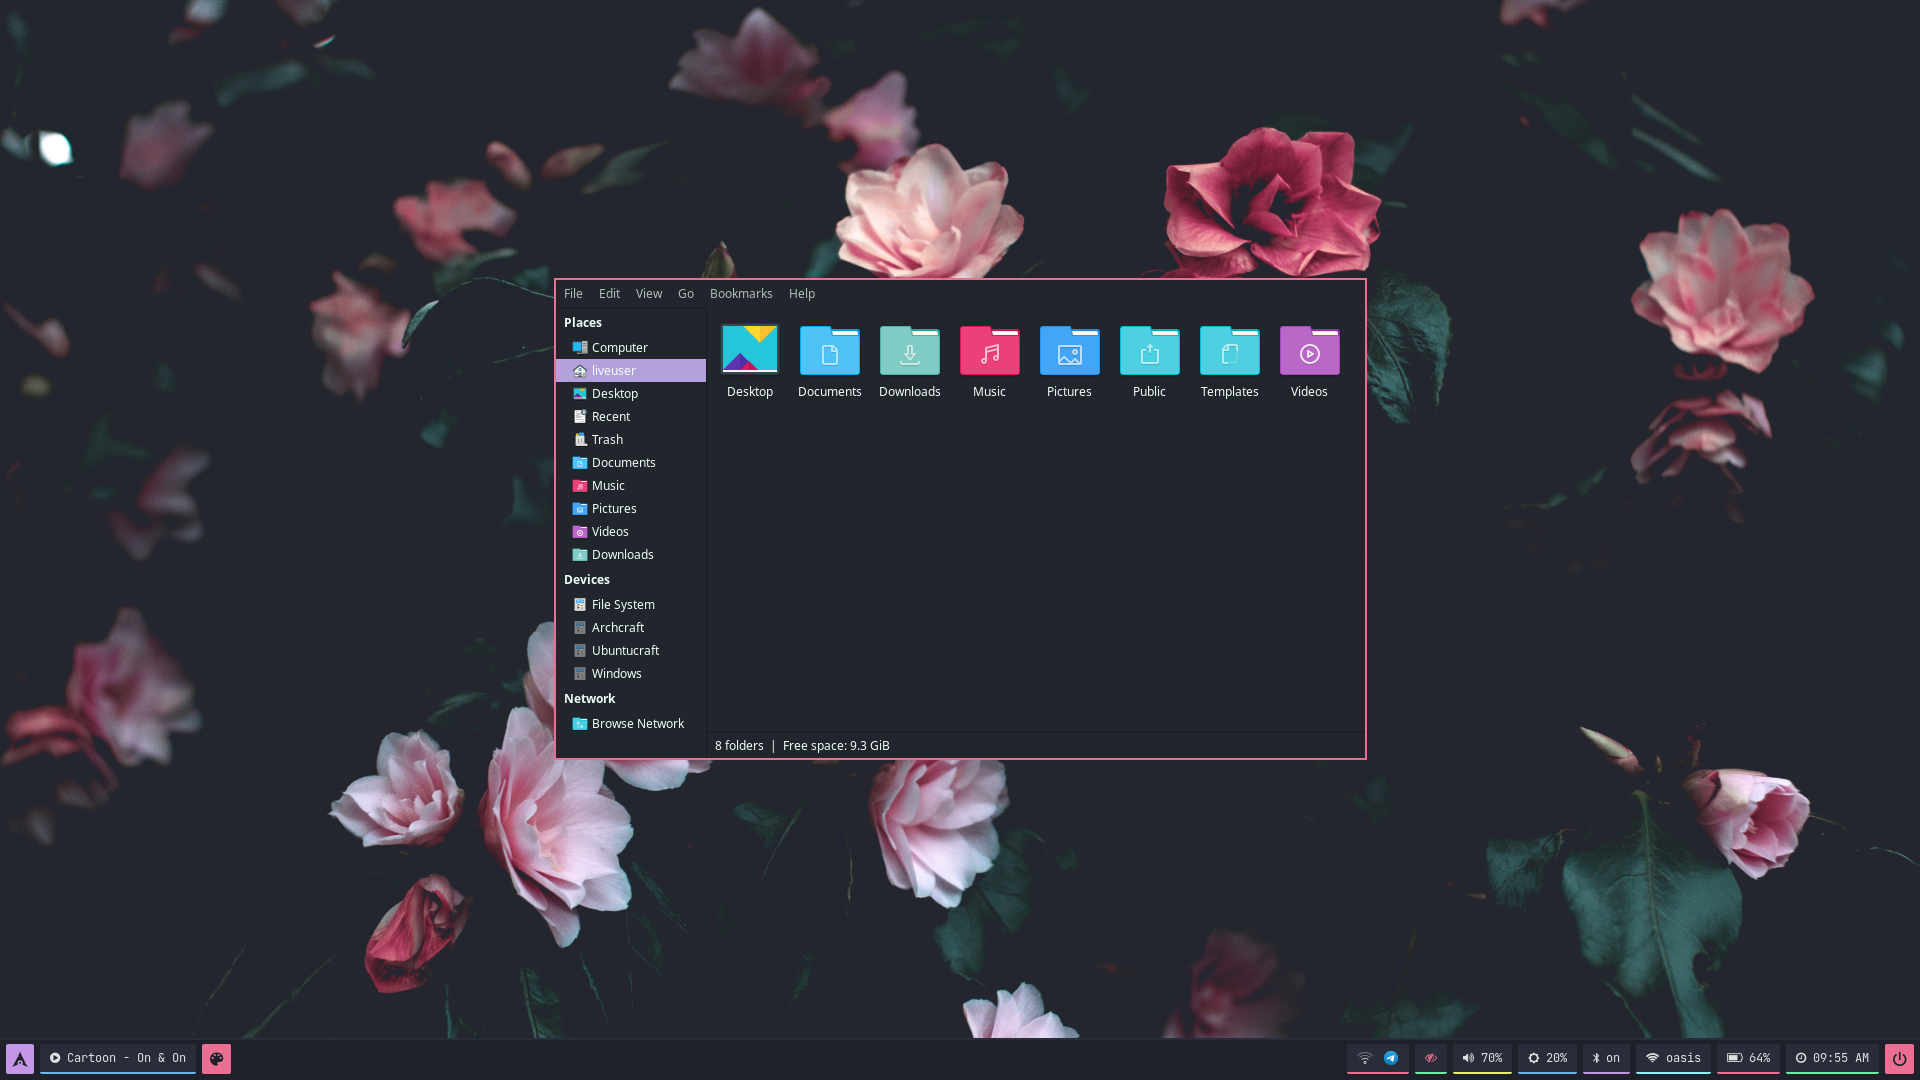 File Edit View Go Bookmarks Help
Places
Computer
liveuser
Desktop
Recent
Trash
Documents
Music
Pictures
Videos
Downloads
Devices
File System
Archcraft
Ubuntucraft
Windows
Network
Browse Network
Desktop Documents Downloads Music Pictures Public Templates Videos
8 folders | Free space: 9.3 GiB
Cartoon - On & On 70% 20% on oasis 64% 09:55 AM